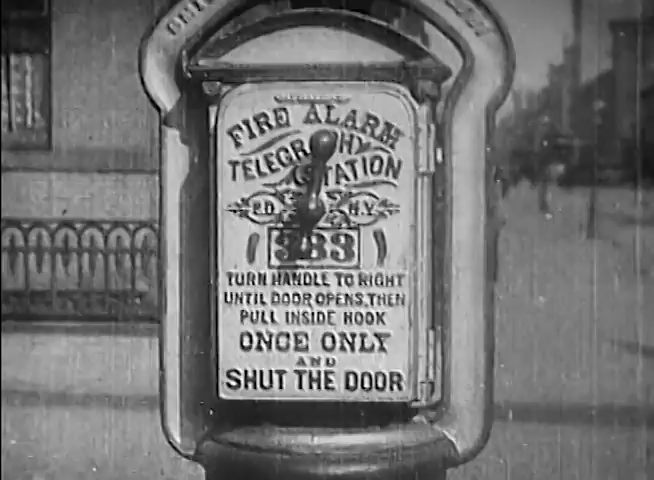 FIRE ALARM
TELEGRAPHY
STATION
F.D. N.Y.
383
TURN HANDLE TO RIGHT
UNTIL DOOR OPENS, THEN
PULL INSIDE HOOK
ONCE ONLY
AND
SHUT THE DOOR